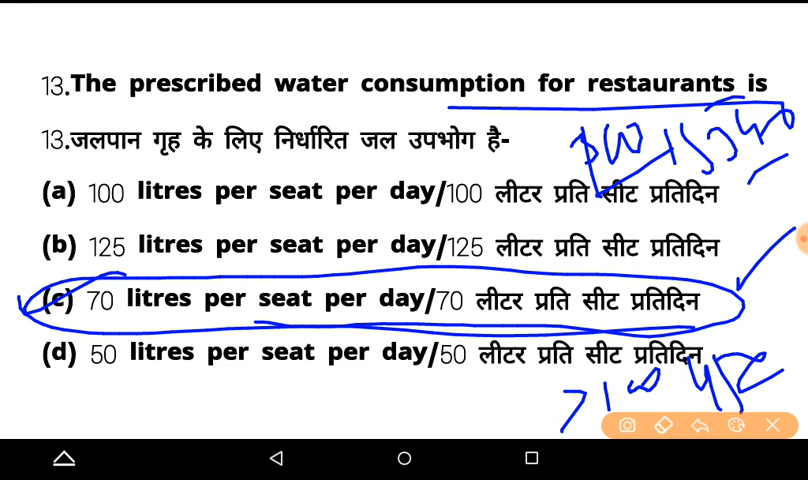 13.The prescribed water consumption for restaurants is
13.जलपान गृह के लिए निर्धारित जल उपभोग है-
(a) 100 litres per seat per day/100 लीटर प्रति सीट प्रतिदिन
(b) 125 litres per seat per day/125 लीटर प्रति सीट प्रतिदिन
(c) 70 litres per seat per day/70 लीटर प्रति सीट प्रतिदिन
(d) 50 litres per seat per day/50 लीटर प्रति सीट प्रतिदिन